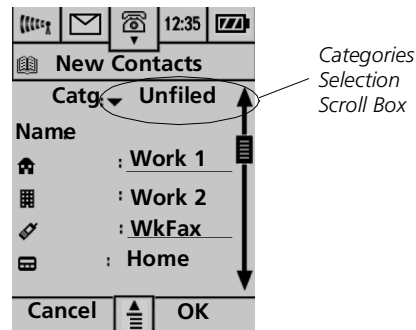 12:35
New Contacts
Catg: Unfiled
Name:
: Work 1
: Work 2
: WkFax
: Home
Cancel OK
Categories
Selection
Scroll Box